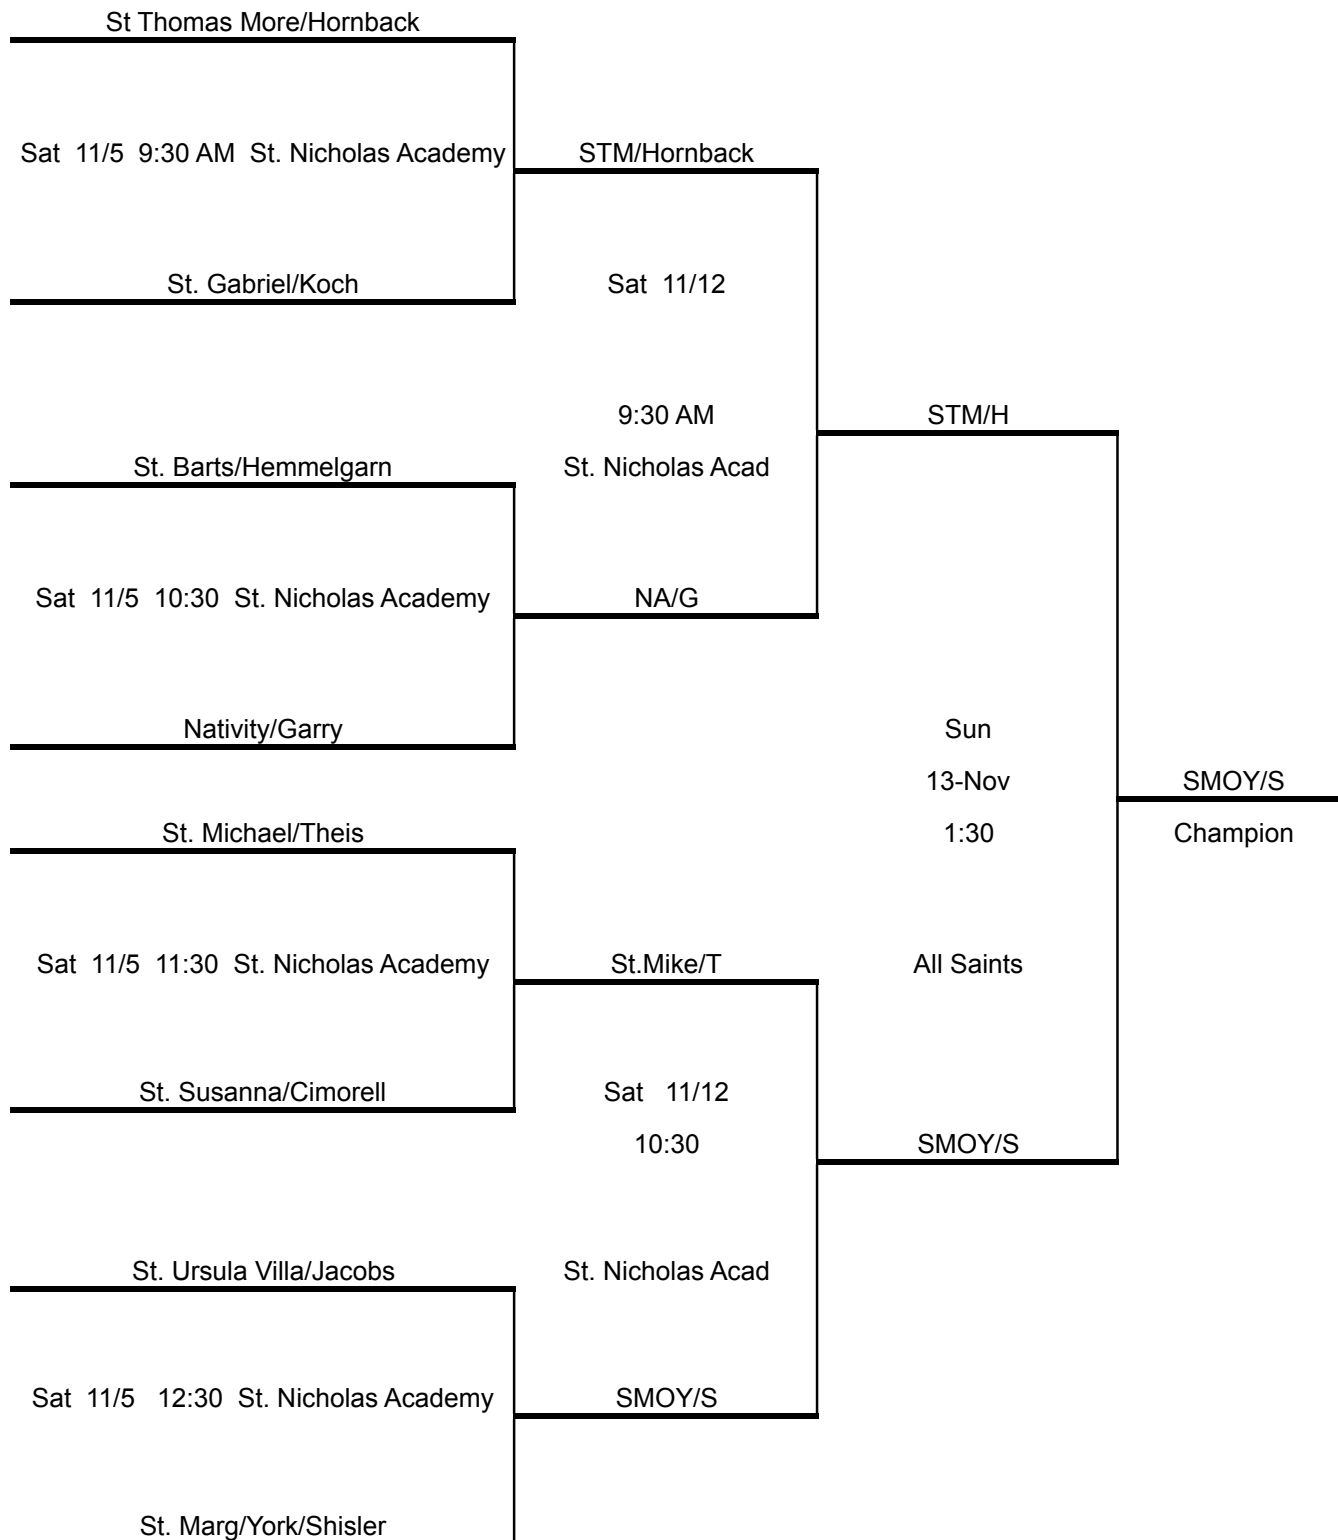 St Thomas More/Hornback
Sat 11/5 9:30 AM St. Nicholas Academy
STM/Hornback
St. Gabriel/Koch
Sat 11/12
9:30 AM
STM/H
St. Barts/Hemmelgarn
St. Nicholas Acad
Sat 11/5 10:30 St. Nicholas Academy
NA/G
Nativity/Garry
Sun
13-Nov
SMOY/S
St. Michael/Theis
1:30
Champion
Sat 11/5 11:30 St. Nicholas Academy
St.Mike/T
All Saints
St. Susanna/Cimorell
Sat 11/12
10:30
SMOY/S
St. Ursula Villa/Jacobs
St. Nicholas Acad
Sat 11/5 12:30 St. Nicholas Academy
SMOY/S
St. Marg/York/Shisler